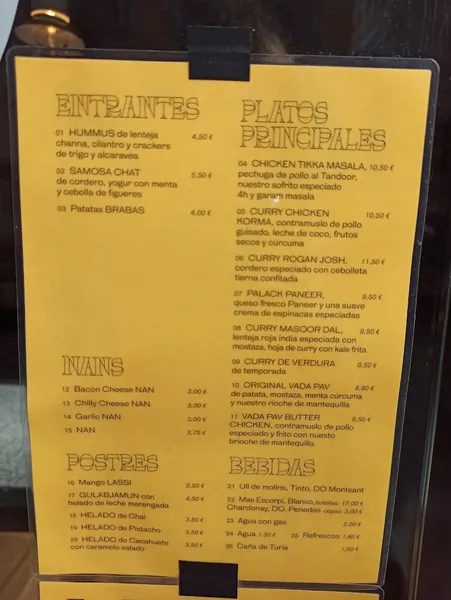 ENTRANTES
01 HUMMUS de lenteja
channa, cilantro y crackers
de trigo y alcaravea
4,50 €
02 SAMOSA CHAT
de cordero, yogur con menta
y cebolla de figueres
5,50 €
03 Patatas BRABAS
4,00 €
NANS
12 Bacon Cheese NAN 3,00 €
13 Chilly Cheese NAN 3,00 €
14 Garlic NAN 3,00 €
15 NAN 2,75 €
POSTRES
16 Mango LASSI 2,50 €
17 GULABJAMUN con
helado de leche merengada
4,50 €
18 HELADO de Chai 3,50 €
19 HELADO de Pistacho 3,50 €
20 HELADO de Cacahuete
con caramelo salado
3,50 €
PLATOS
PRINCIPALES
04 CHICKEN TIKKA MASALA, 10,50 €
pechuga de pollo al Tandoor,
nuestro sofrito especiado
4h y garam masala
05 CURRY CHICKEN
KORMA, contramuslo de pollo
guisado, leche de coco, frutos
secos y cúrcuma
10,50 €
06 CURRY ROGAN JOSH,
cordero especiado con cebolleta
tierna confitada
11,50 €
07 PALACK PANEER,
queso fresco Paneer y una suave
crema de espinacas especiadas
9,50 €
08 CURRY MASOOR DAL,
lenteja roja india especiada con
mostaza, hoja de curry con kale frita
9,50 €
09 CURRY DE VERDURA
de temporada
9,50 €
10 ORIGINAL VADA PAV
de patata, mostaza, menta cúrcuma
y nuestro rioche de mantequilla
8,90 €
11 VADA PAV BUTTER
CHICKEN, contramuslo de pollo
especiado y frito con nuesto
brioche de mantequilla
9,50 €
BEBIDAS
21 Ull de molins, Tinto, DO Montsant
22 Mas Escorpí, Blanco, botellas: 17,00 €
Chardonay, DO. Penedés copas: 3,00 €
23 Agua con gas 2,00 €
24 Agua 1,50 € 25 Refrescos 1,80 €
26 Caña de Turia 1,50 €